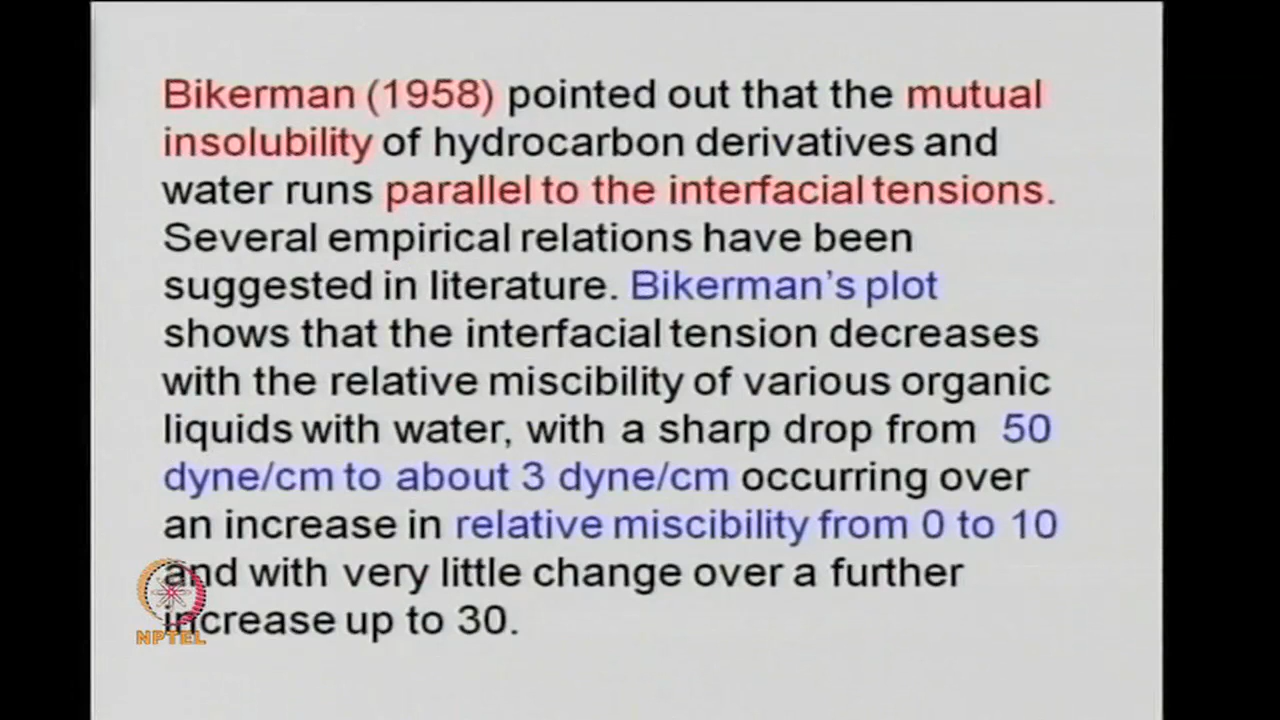 Bikerman (1958) pointed out that the mutual
insolubility of hydrocarbon derivatives and
water runs parallel to the interfacial tensions.
Several empirical relations have been
suggested in literature. Bikerman's plot
shows that the interfacial tension decreases
with the relative miscibility of various organic
liquids with water, with a sharp drop from 50
dyne/cm to about 3 dyne/cm occurring over
an increase in relative miscibility from 0 to 10
and with very little change over a further
increase up to 30.
NPTEL